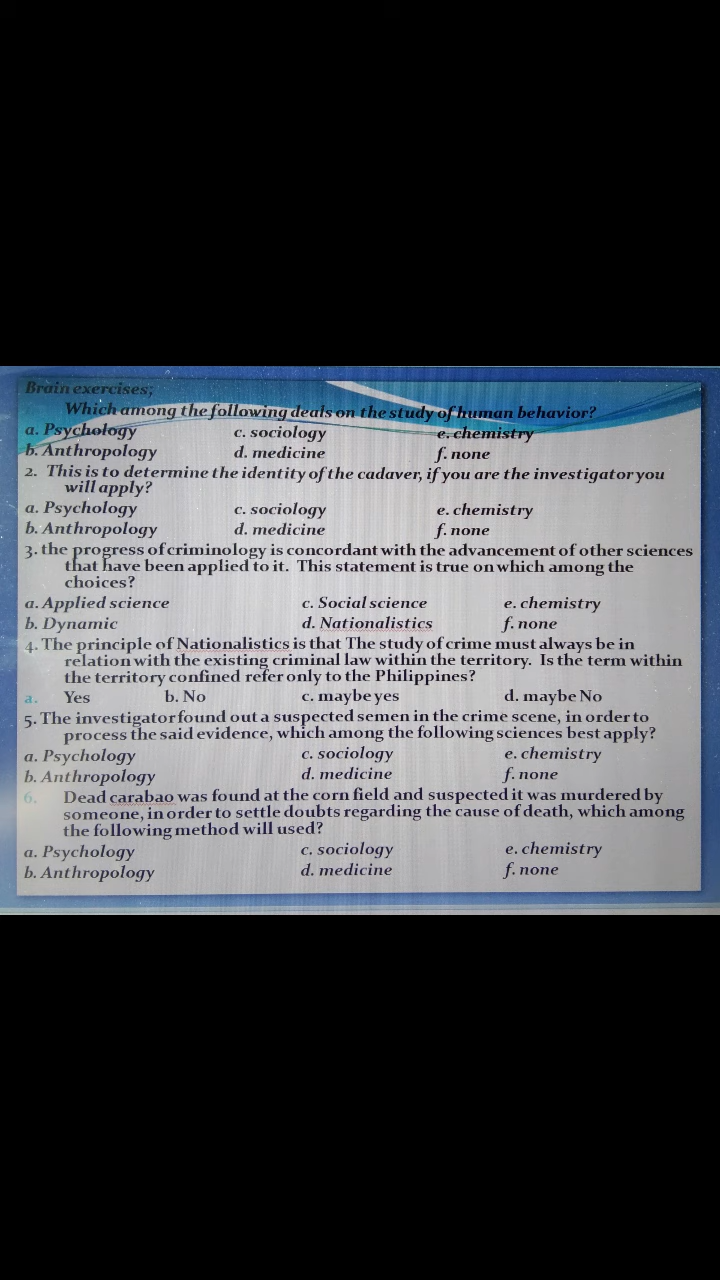 Brain exercises;
Which among the following deals on the study of human behavior?
a. Psychology c. sociology e. chemistry
b. Anthropology d. medicine f. none
2. This is to determine the identity of the cadaver, if you are the investigator you
will apply?
a. Psychology c. sociology e. chemistry
b. Anthropology d. medicine f. none
3. the progress of criminology is concordant with the advancement of other sciences
that have been applied to it. This statement is true on which among the
choices?
a. Applied science c. Social science e. chemistry
b. Dynamic d. Nationalistics f. none
4. The principle of Nationalistics is that The study of crime must always be in
relation with the existing criminal law within the territory. Is the term within
the territory confined refer only to the Philippines?
a. Yes b. No c. maybe yes d. maybe No
5. The investigator found out a suspected semen in the crime scene, in order to
process the said evidence, which among the following sciences best apply?
a. Psychology c. sociology e. chemistry
b. Anthropology d. medicine f. none
6. Dead carabao was found at the corn field and suspected it was murdered by
someone, in order to settle doubts regarding the cause of death, which among
the following method will used?
a. Psychology c. sociology e. chemistry
b. Anthropology d. medicine f. none